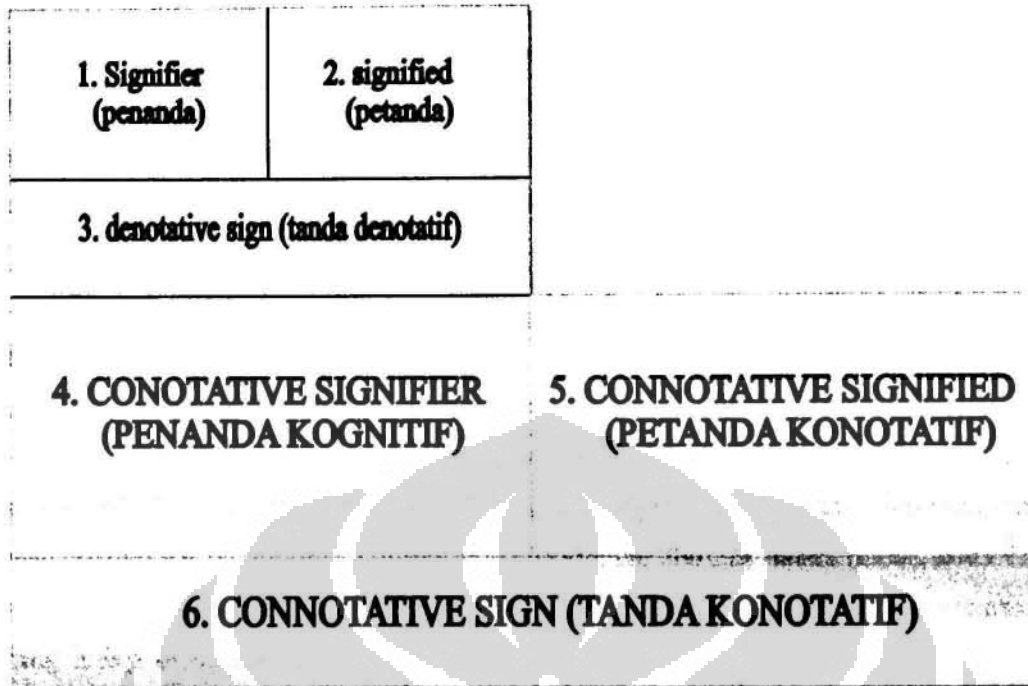 1. Signifier
(penanda)
2. signified
(petanda)
3. denotative sign (tanda denotatif)
4. CONOTATIVE SIGNIFIER
(PENANDA KOGNITIF)
5. CONNOTATIVE SIGNIFIED
(PETANDA KONOTATIF)
6. CONNOTATIVE SIGN (TANDA KONOTATIF)